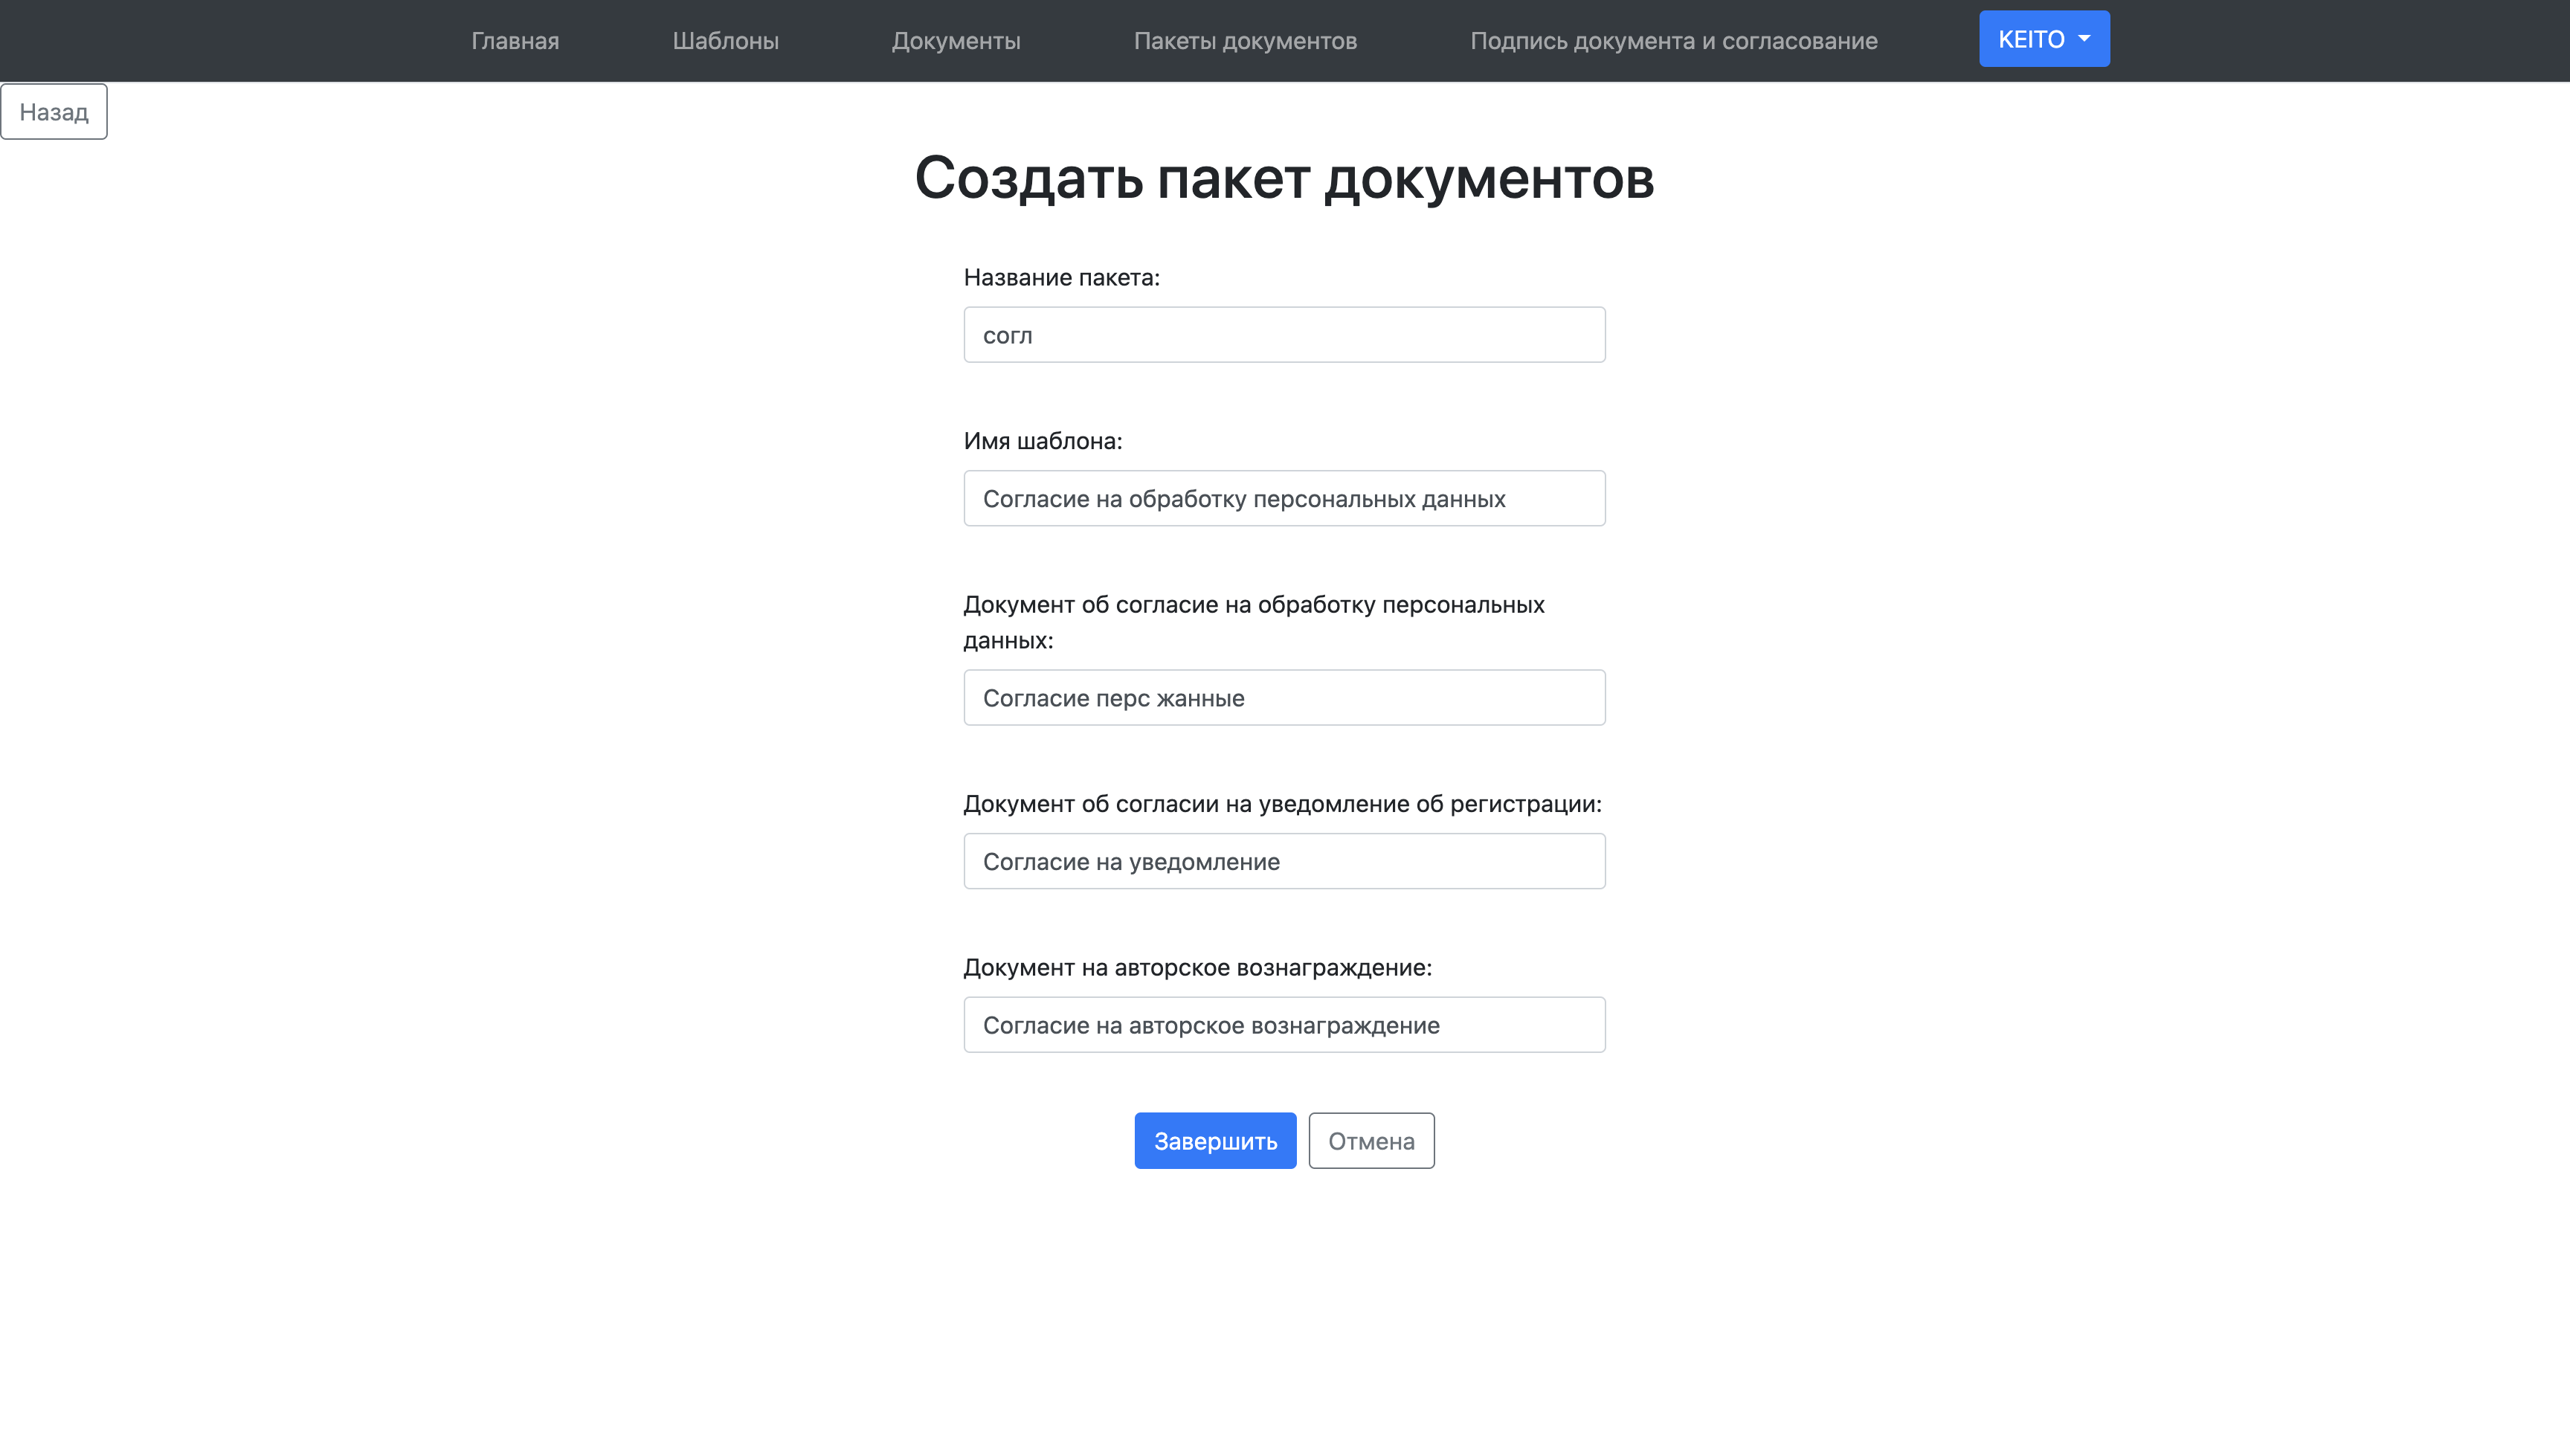 Главная Шаблоны Документы Пакеты документов Подпись документа и согласование KEITO
Назад
Создать пакет документов
Название пакета:
согл
Имя шаблона:
Согласие на обработку персональных данных
Документ об согласие на обработку персональных
данных:
Согласие перс жанные
Документ об согласии на уведомление об регистрации:
Согласие на уведомление
Документ на авторское вознаграждение:
Согласие на авторское вознаграждение
Завершить Отмена